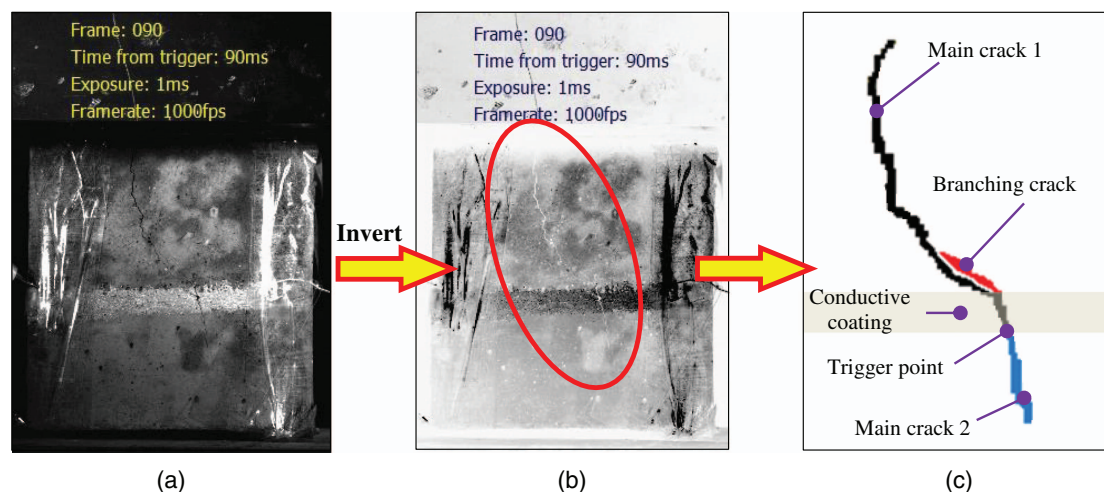 Frame: 090
Time from trigger: 90ms
Exposure: 1ms
Framerate: 1000fps
Invert
Frame: 090
Time from trigger: 90ms
Exposure: 1ms
Framerate: 1000fps
Main crack 1
Branching crack
Conductive
coating
Trigger point
Main crack 2
(a)
(b)
(c)